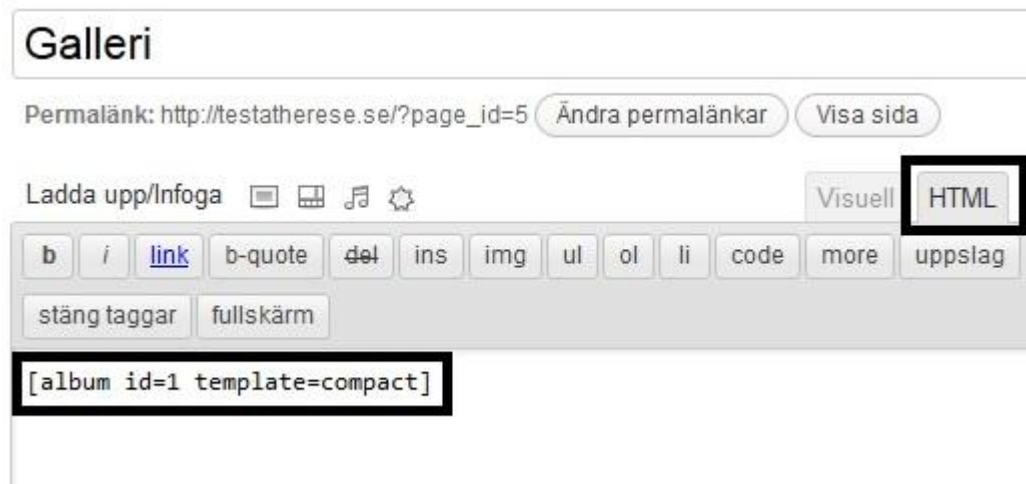 Galleri
Permalänk: http://testatherese.se/?page_id=5 Ändra permalänkar Visa sida
Ladda upp/Infoga Visuell HTML
b i link b-quote del ins img ul ol li code more uppslag
stäng taggar fullskärm
[album id=1 template=compact]